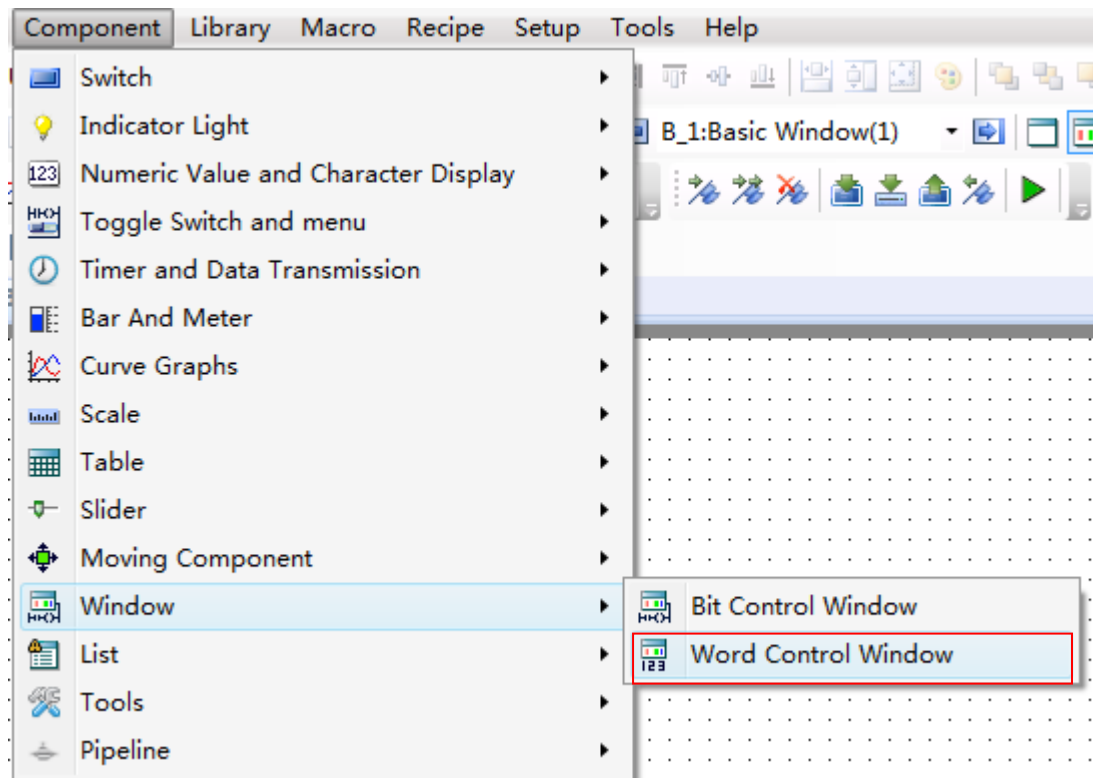 Component Library Macro Recipe Setup Tools Help
Switch
B_1:Basic Window(1)
Indicator Light
123 Numeric Value and Character Display
Toggle Switch and menu
Timer and Data Transmission
Bar And Meter
Curve Graphs
Scale
Table
Slider
Moving Component
Window
Bit Control Window
List
123 Word Control Window
Tools
Pipeline